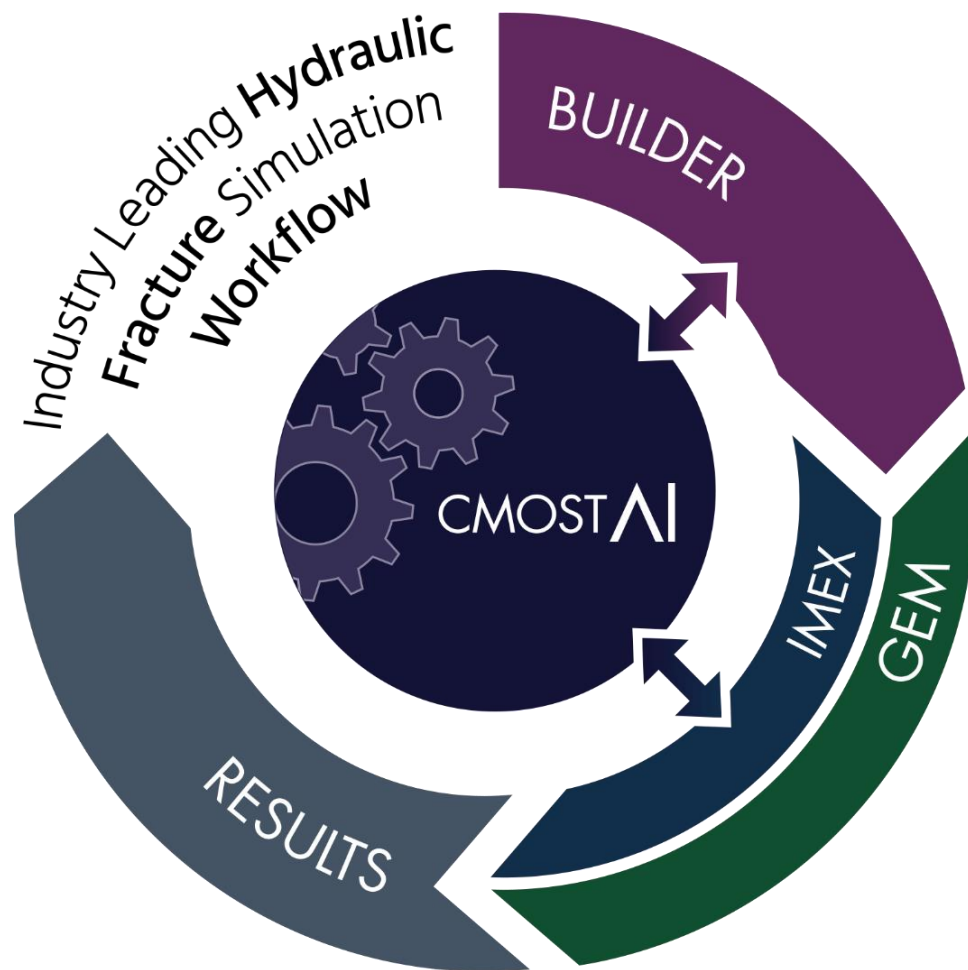 Industry Leading Hydraulic
Fracture Simulation
Workflow
BUILDER
CMOST AI
IMEX
GEM
RESULTS